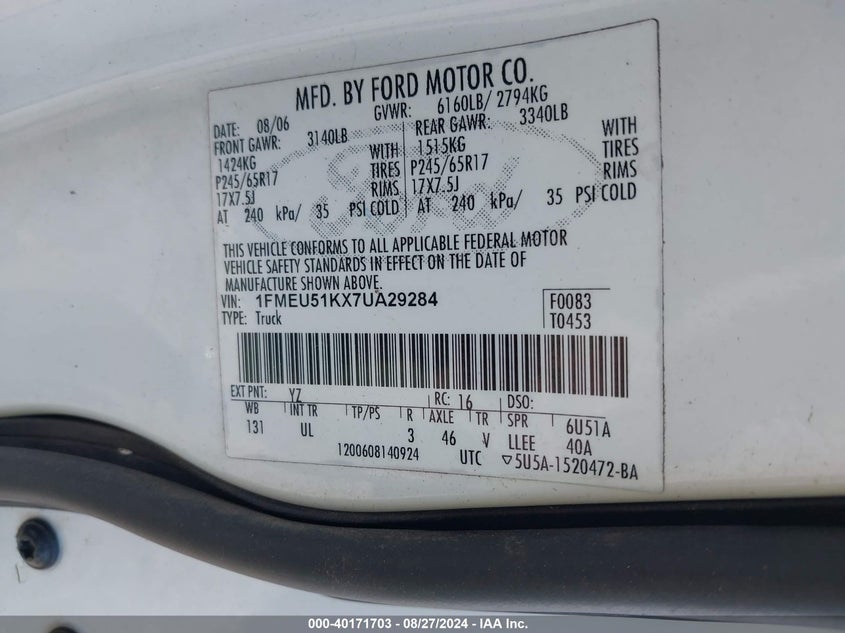 MFD. BY FORD MOTOR CO.
DATE: 08/06 GVWR: 6160LB/ 2794KG
FRONT GAWR: 3140LB REAR GAWR: 3340LB
1424KG WITH 1515KG WITH
P245/65R17 TIRES P245/65R17 TIRES
17X7.5J RIMS 17X7.5J RIMS
AT 240 kPa/ 35 PSI COLD AT 240 kPa/ 35 PSI COLD
Ford
THIS VEHICLE CONFORMS TO ALL APPLICABLE FEDERAL MOTOR
VEHICLE SAFETY STANDARDS IN EFFECT ON THE DATE OF
MANUFACTURE SHOWN ABOVE.
VIN: 1FMEU51KX7UA29284 F0083
TYPE: Truck T0453
EXT PNT: YZ RC: 16 DSO:
WB INT TR TP/PS R AXLE TR SPR 6U51A
131 UL 3 46 V LLEE 40A
1200608140924 UTC ▽5U5A-1520472-BA
000-40171703 - 08/27/2024 - IAA Inc.